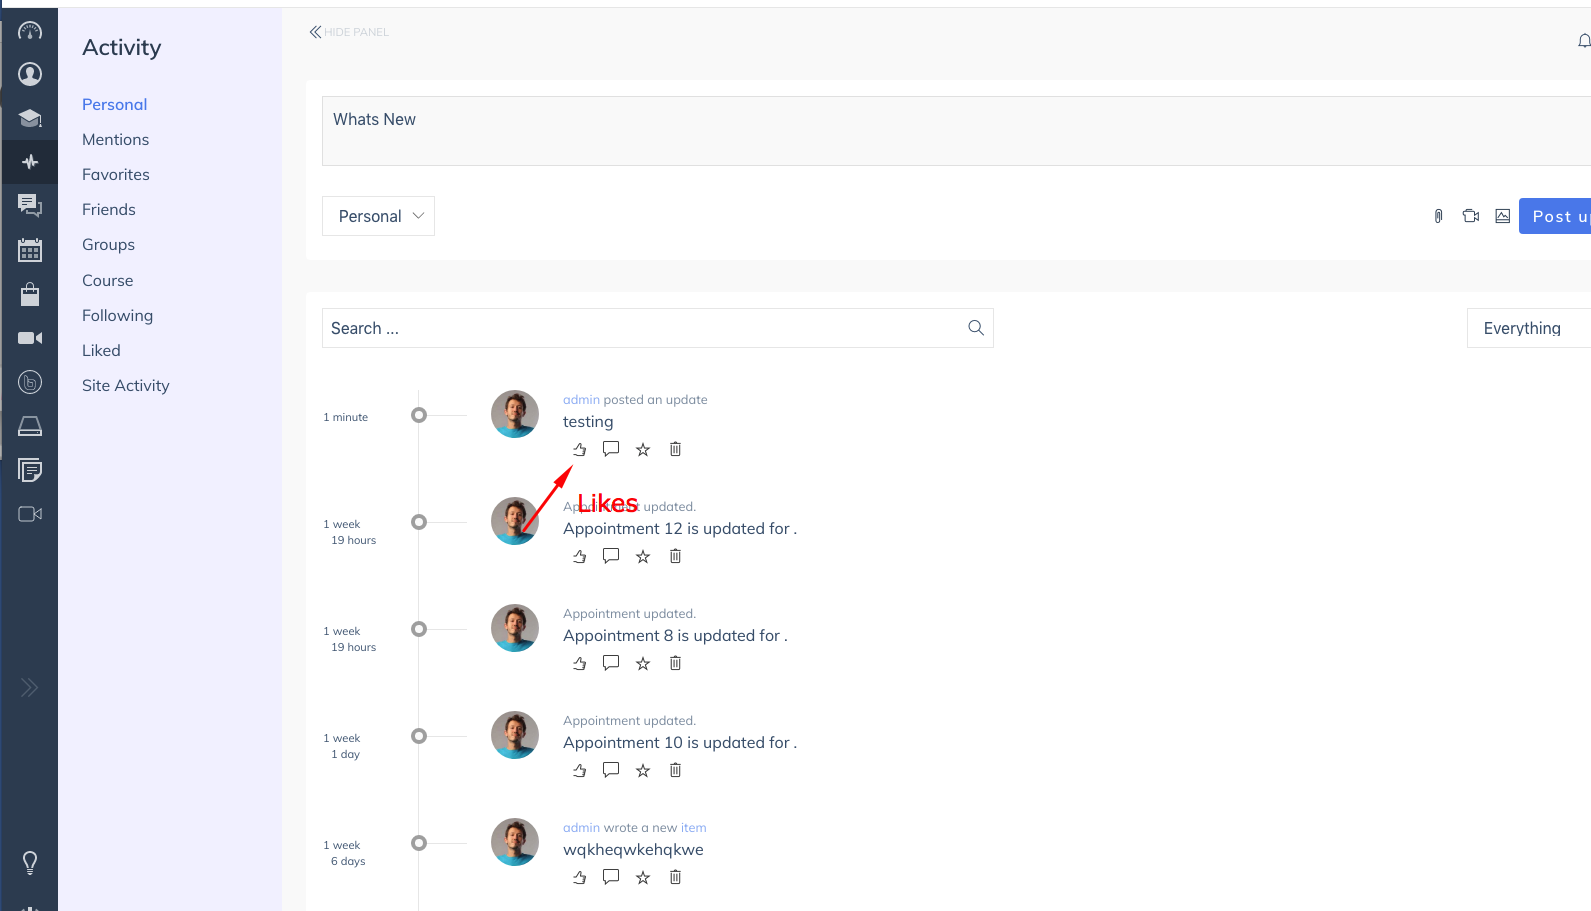 Activity
Personal
Mentions
Favorites
Friends
Groups
Course
Following
Liked
Site Activity
HIDE PANEL
Whats New
Personal
Post up
Search ...
Everything
1 minute
admin posted an update
testing
Likes
1 week
19 hours
Appointment updated.
Appointment 12 is updated for .
1 week
19 hours
Appointment updated.
Appointment 8 is updated for .
1 week
1 day
Appointment updated.
Appointment 10 is updated for .
1 week
6 days
admin wrote a new item
wqkheqwkehqkwe